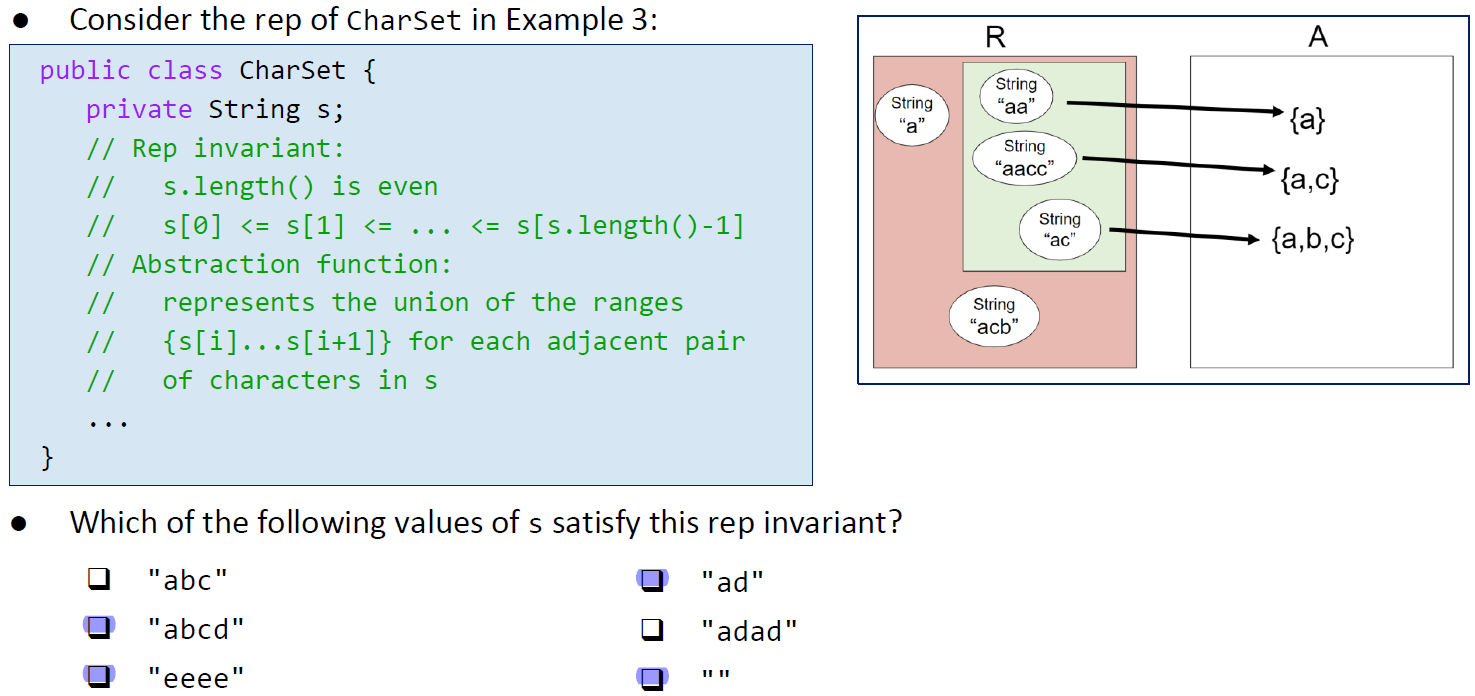 ● Consider the rep of CharSet in Example 3:
public class CharSet {
private String s;
// Rep invariant:
// s.length() is even
// s[0] <= s[1] <= ... <= s[s.length()-1]
// Abstraction function:
// represents the union of the ranges
// {s[i]...s[i+1]} for each adjacent pair
// of characters in s
...
}
R
A
String
"a"
String
"aa"
{a}
String
“aacc”
{a,c}
String
"ac"
{a,b,c}
String
“acb”
● Which of the following values of s satisfy this rep invariant?
❑ "abc"
❑ "abcd"
❑ "eeee"
❑ "ad"
❑ "adad"
❑ ""